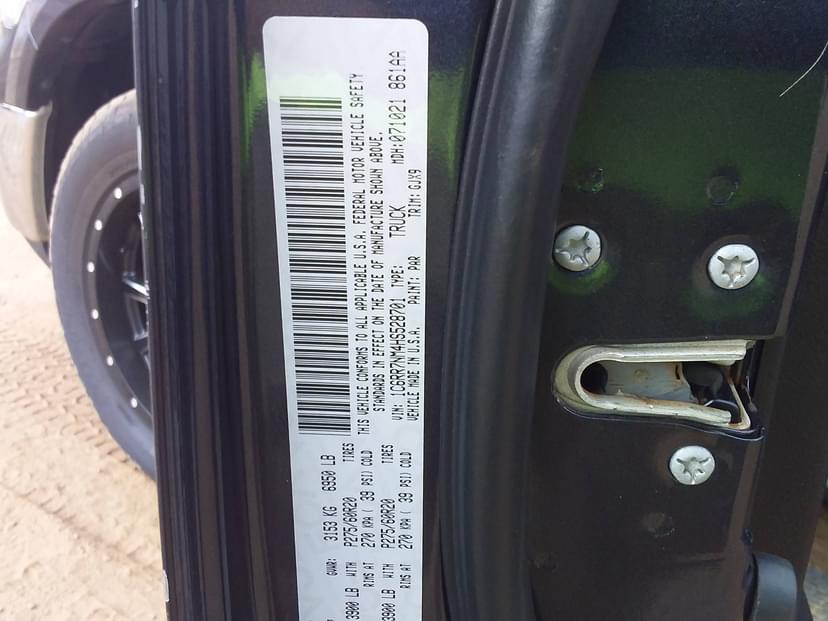 GVWR: 3153 KG 6950 LB
3900 LB WITH P275/60R20 TIRES
RIMS AT 270 KPA ( 39 PSI) COLD
3900 LB WITH P275/60R20 TIRES
RIMS AT 270 KPA ( 39 PSI) COLD
THIS VEHICLE CONFORMS TO ALL APPLICABLE U.S.A. FEDERAL MOTOR VEHICLE SAFETY
STANDARDS IN EFFECT ON THE DATE OF MANUFACTURE SHOWN ABOVE.
VIN: 1C6RR7NM4HS528701 TYPE: TRUCK MDH: 071021 861AA
VEHICLE MADE IN U.S.A. PAINT: PAR TRIM: GJX9